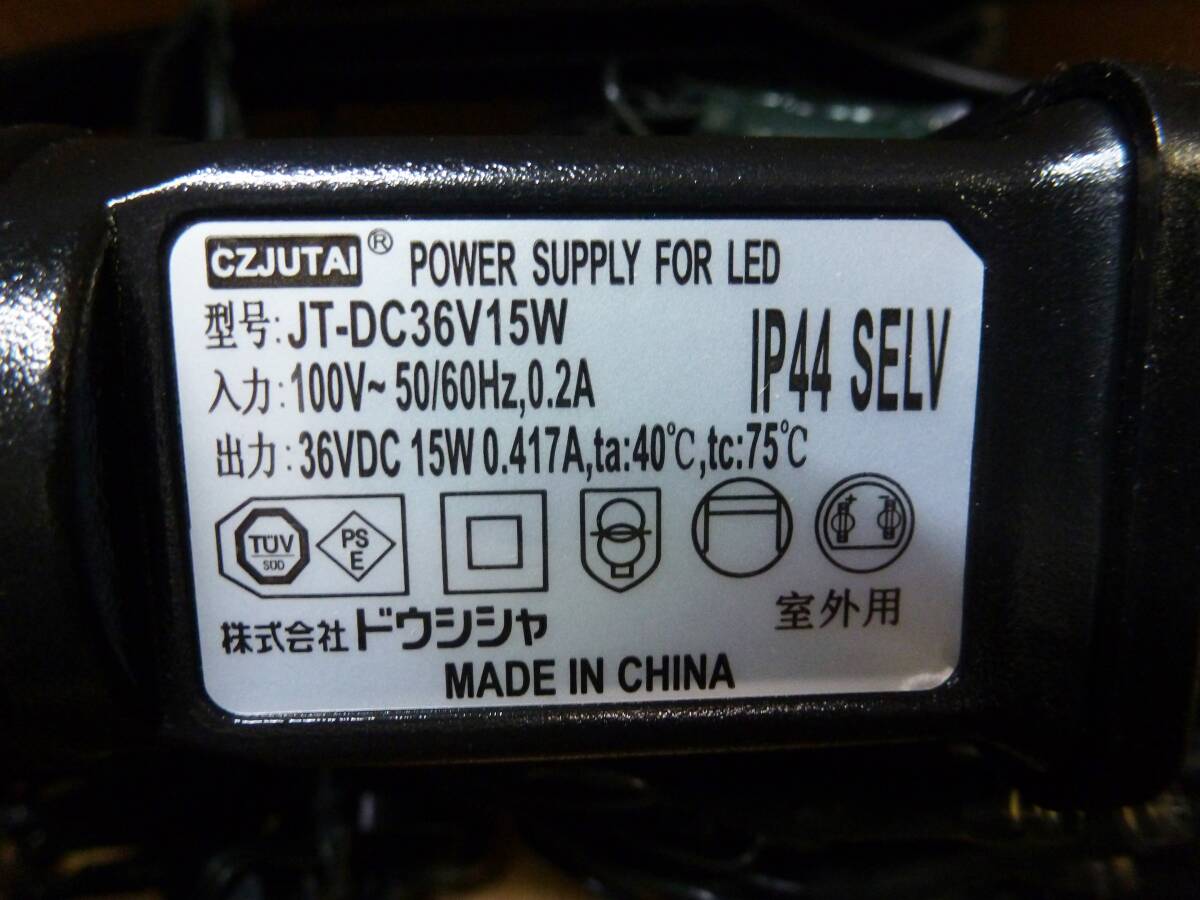 CZJUTAI® POWER SUPPLY FOR LED
型号: JT-DC36V15W
入力: 100V~ 50/60Hz,0.2A
IP44 SELV
出力: 36VDC 15W 0.417A,ta:40℃,tc:75℃
TÜV SÜD PSE
+ -
室外用
株式会社ドウシシャ
MADE IN CHINA